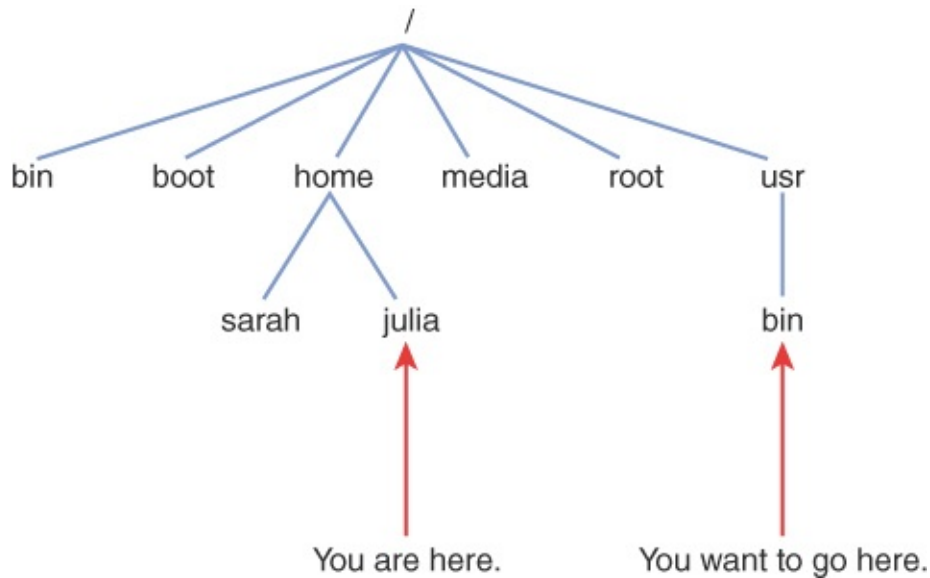 /
bin boot home media root usr
sarah julia bin
You are here. You want to go here.